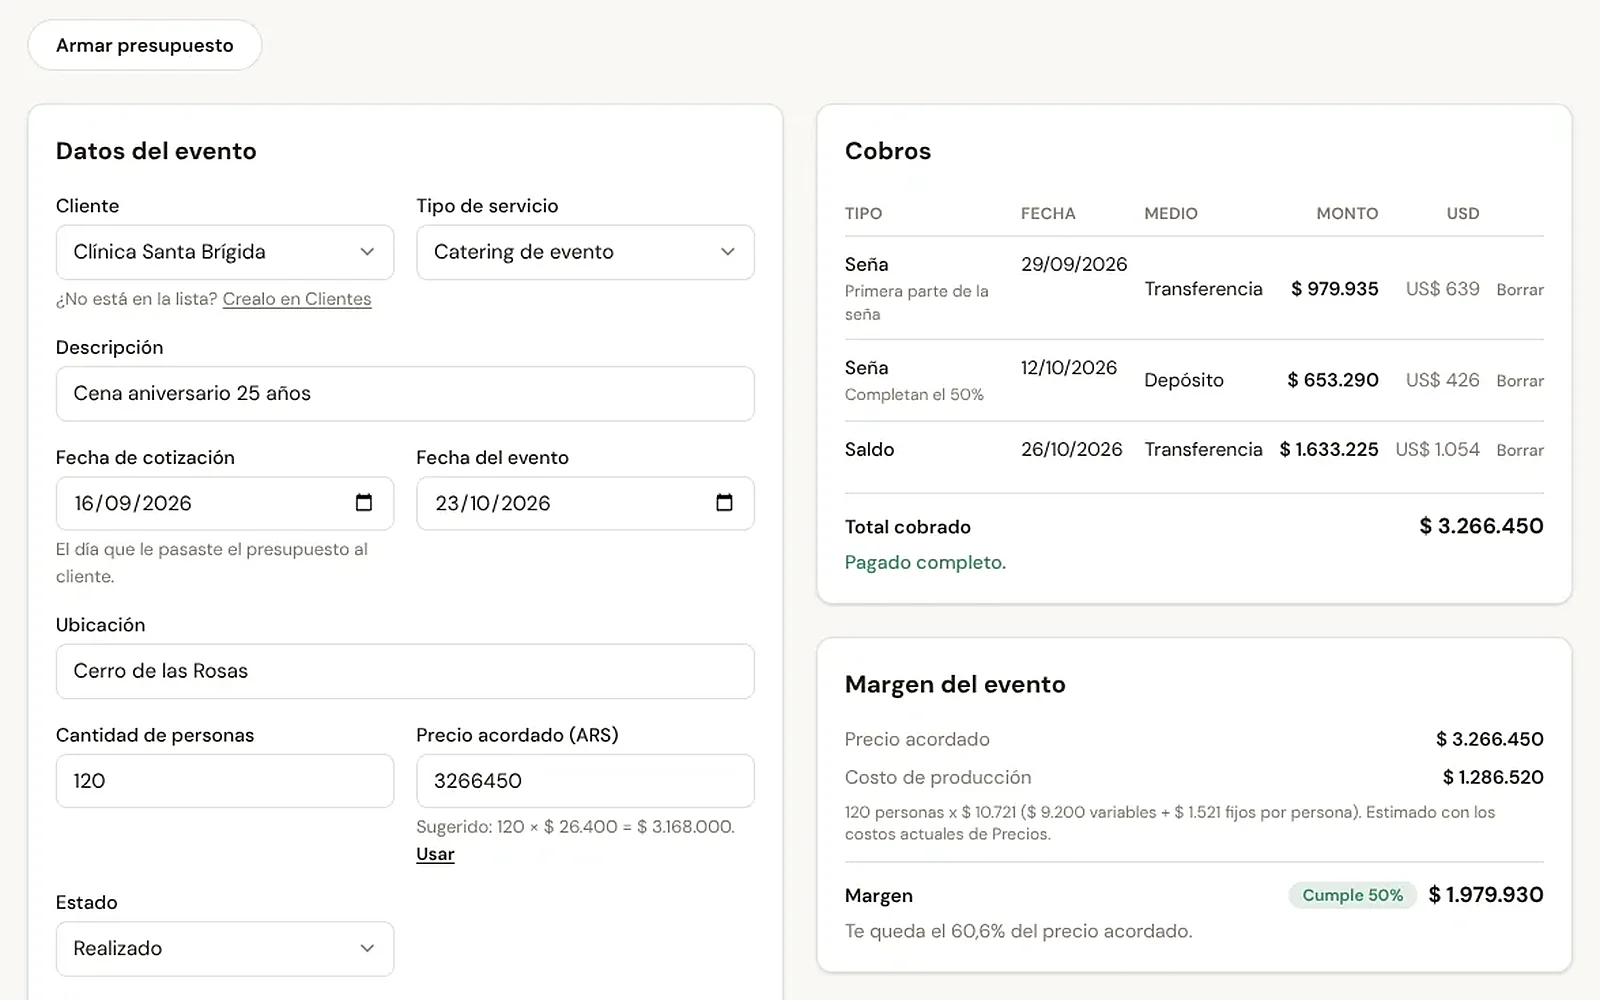 Armar presupuesto
Datos del evento
Cliente
Tipo de servicio
Clínica Santa Brígida
Catering de evento
¿No está en la lista? Crealo en Clientes
Descripción
Cena aniversario 25 años
Fecha de cotización
Fecha del evento
16/09/2026
23/10/2026
El día que le pasaste el presupuesto al
cliente.
Ubicación
Cerro de las Rosas
Cantidad de personas
Precio acordado (ARS)
120
3266450
Sugerido: 120 × $ 26.400 = $ 3.168.000.
Usar
Estado
Realizado
Cobros
TIPO FECHA MEDIO MONTO USD
Seña 29/09/2026 Transferencia $ 979.935 US$ 639 Borrar
Primera parte de la
seña
Seña 12/10/2026 Depósito $ 653.290 US$ 426 Borrar
Completan el 50%
Saldo 26/10/2026 Transferencia $ 1.633.225 US$ 1.054 Borrar
Total cobrado $ 3.266.450
Pagado completo.
Margen del evento
Precio acordado $ 3.266.450
Costo de producción $ 1.286.520
120 personas x $ 10.721 ($ 9.200 variables + $ 1.521 fijos por persona). Estimado con los
costos actuales de Precios.
Margen Cumple 50% $ 1.979.930
Te queda el 60,6% del precio acordado.